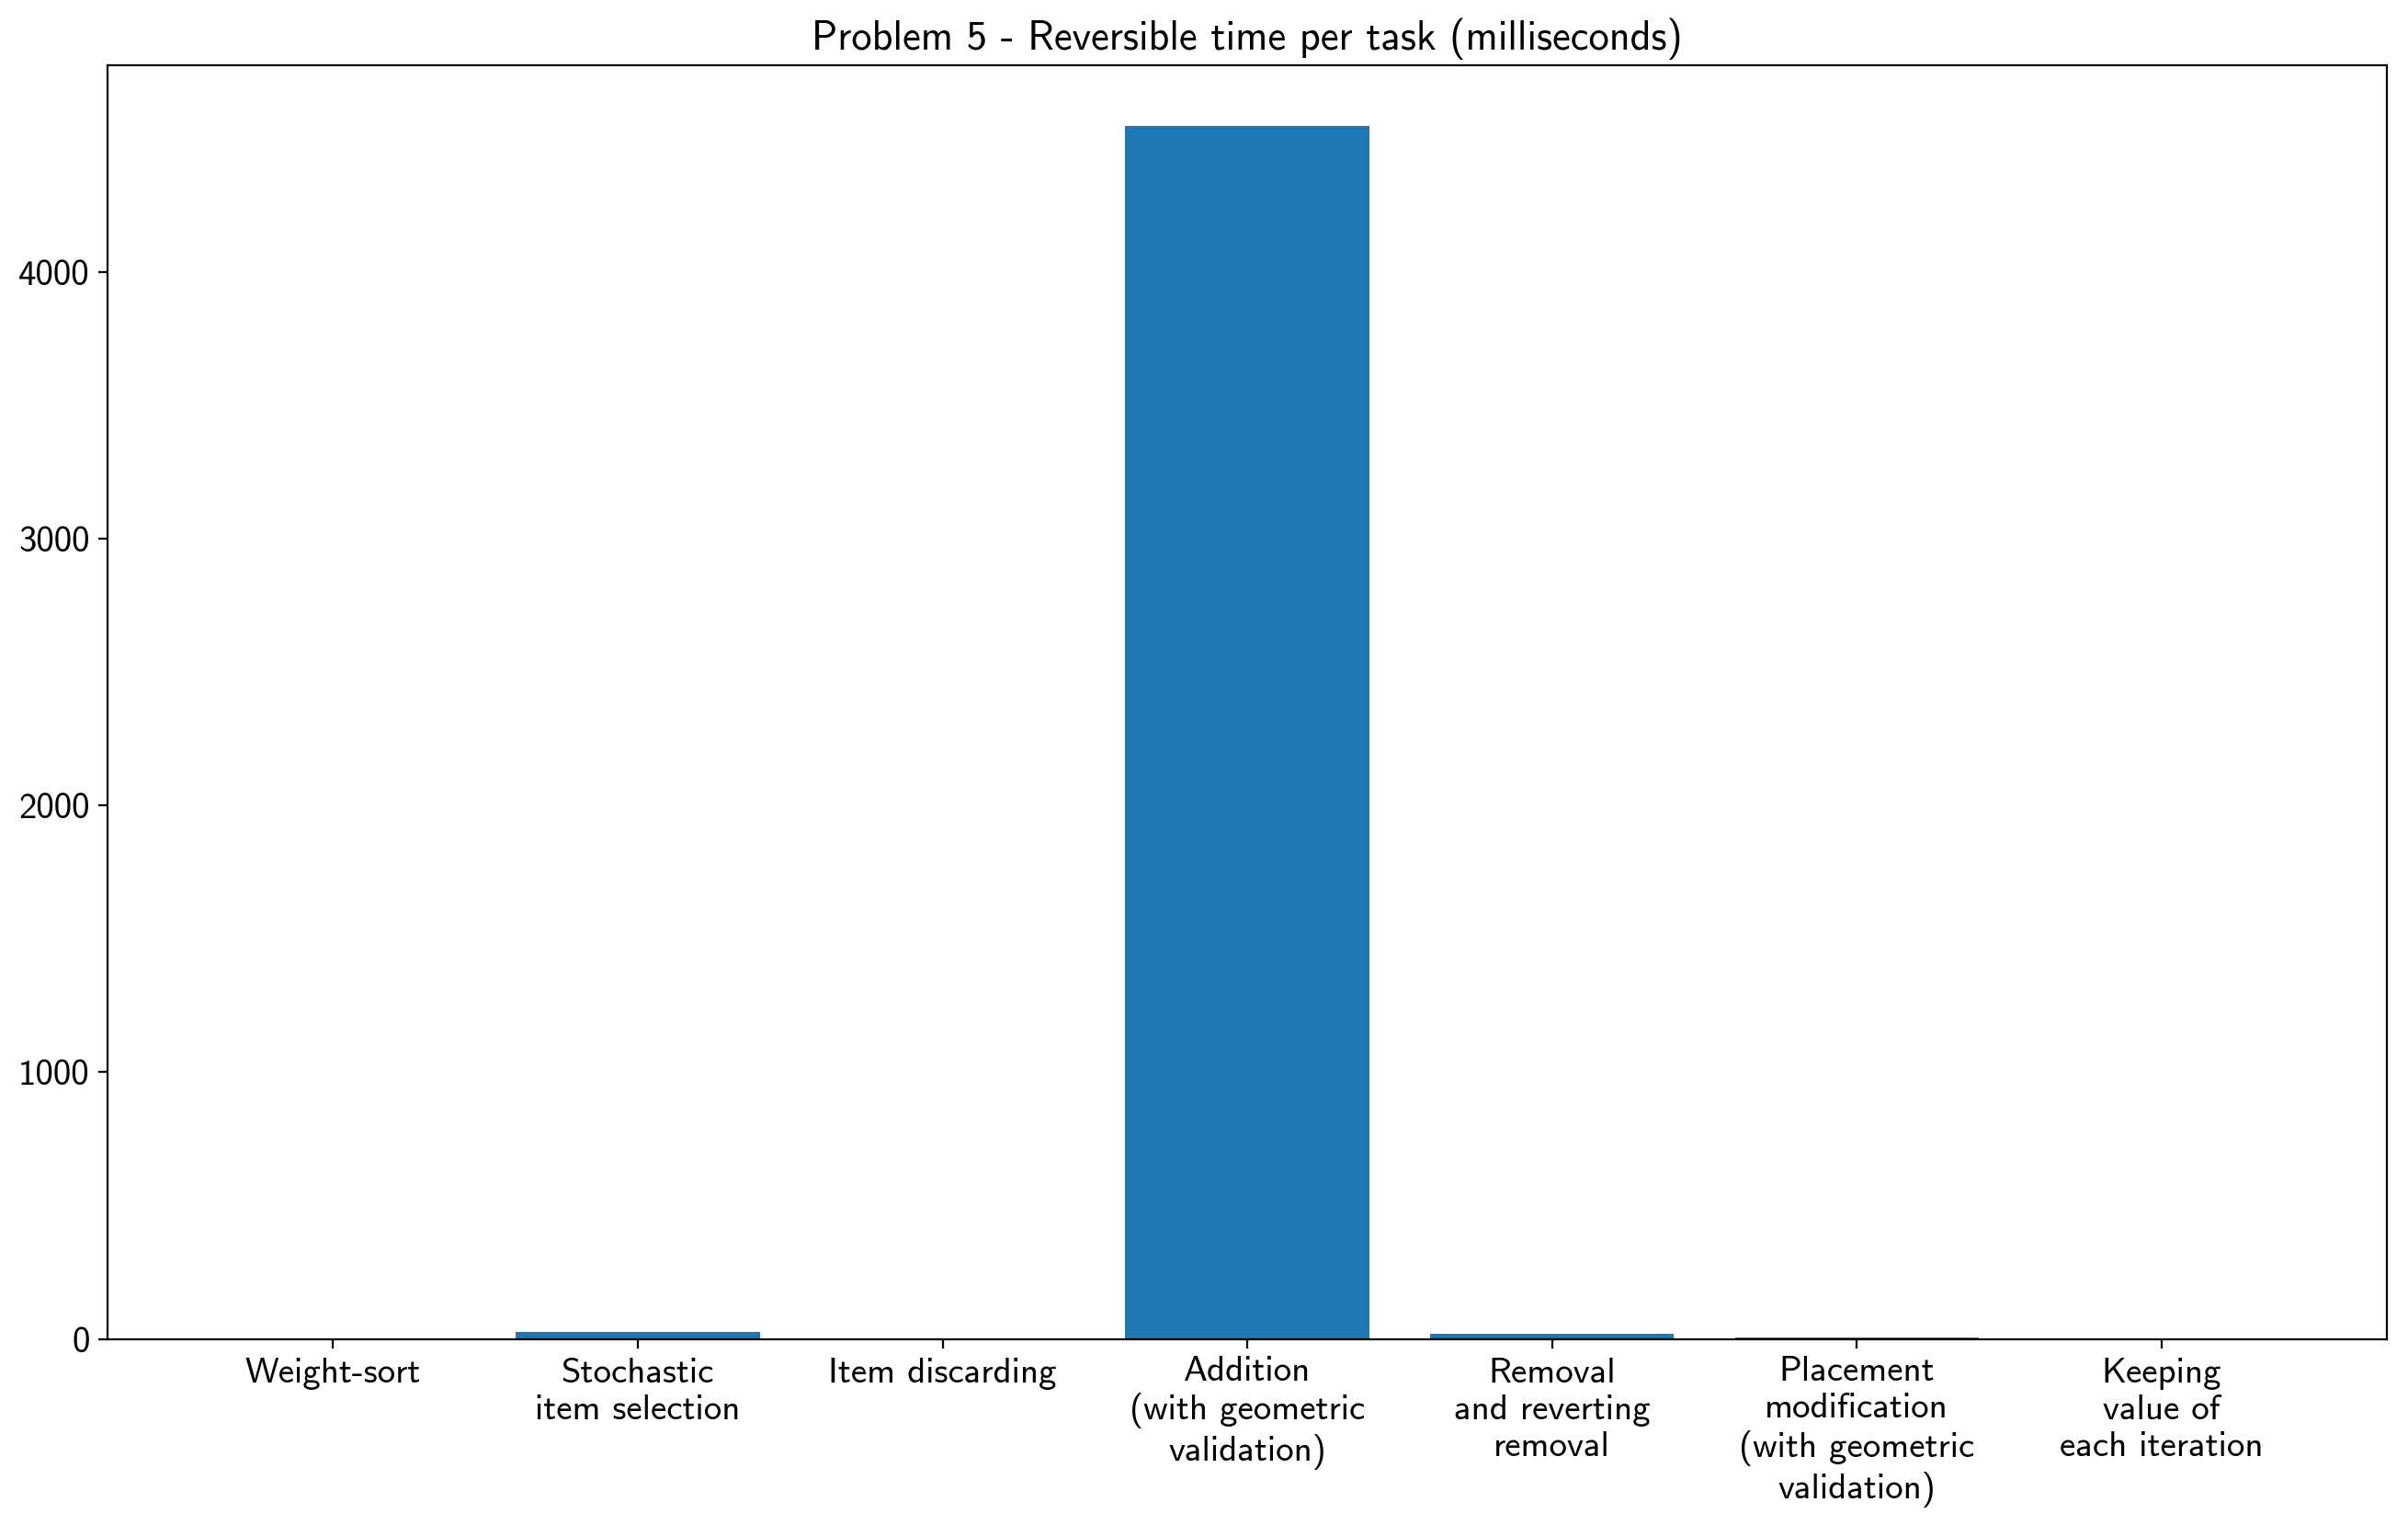 Problem 5 - Reversible time per task (milliseconds)
4000
3000
2000
1000
0
Weight-sort
Stochastic
item selection
Item discarding
Addition
(with geometric
validation)
Removal
and reverting
removal
Placement
modification
(with geometric
validation)
Keeping
value of
each iteration